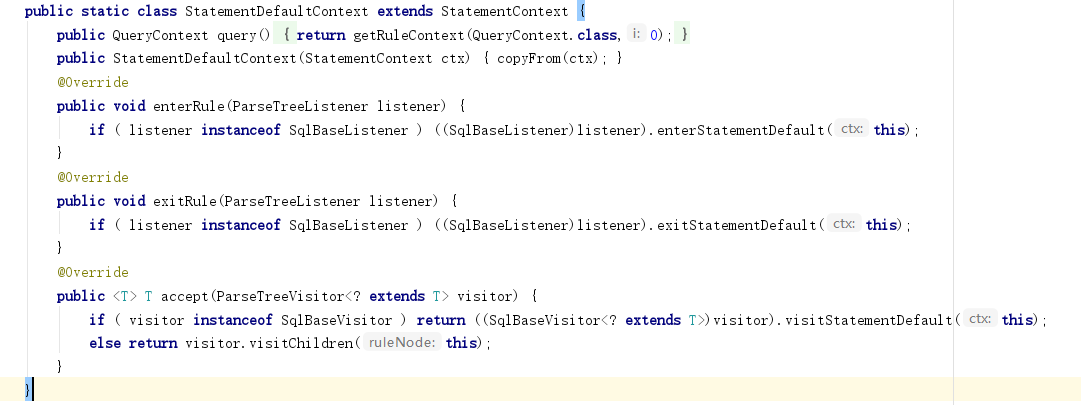 public static class StatementDefaultContext extends StatementContext {
    public QueryContext query() { return getRuleContext(QueryContext.class, i: 0); }
    public StatementDefaultContext(StatementContext ctx) { copyFrom(ctx); }
    @Override
    public void enterRule(ParseTreeListener listener) {
        if ( listener instanceof SqlBaseListener ) ((SqlBaseListener)listener).enterStatementDefault( ctx: this);
    }
    @Override
    public void exitRule(ParseTreeListener listener) {
        if ( listener instanceof SqlBaseListener ) ((SqlBaseListener)listener).exitStatementDefault( ctx: this);
    }
    @Override
    public <T> T accept(ParseTreeVisitor<? extends T> visitor) {
        if ( visitor instanceof SqlBaseVisitor ) return ((SqlBaseVisitor<? extends T>)visitor).visitStatementDefault( ctx: this);
        else return visitor.visitChildren( ruleNode: this);
    }
}